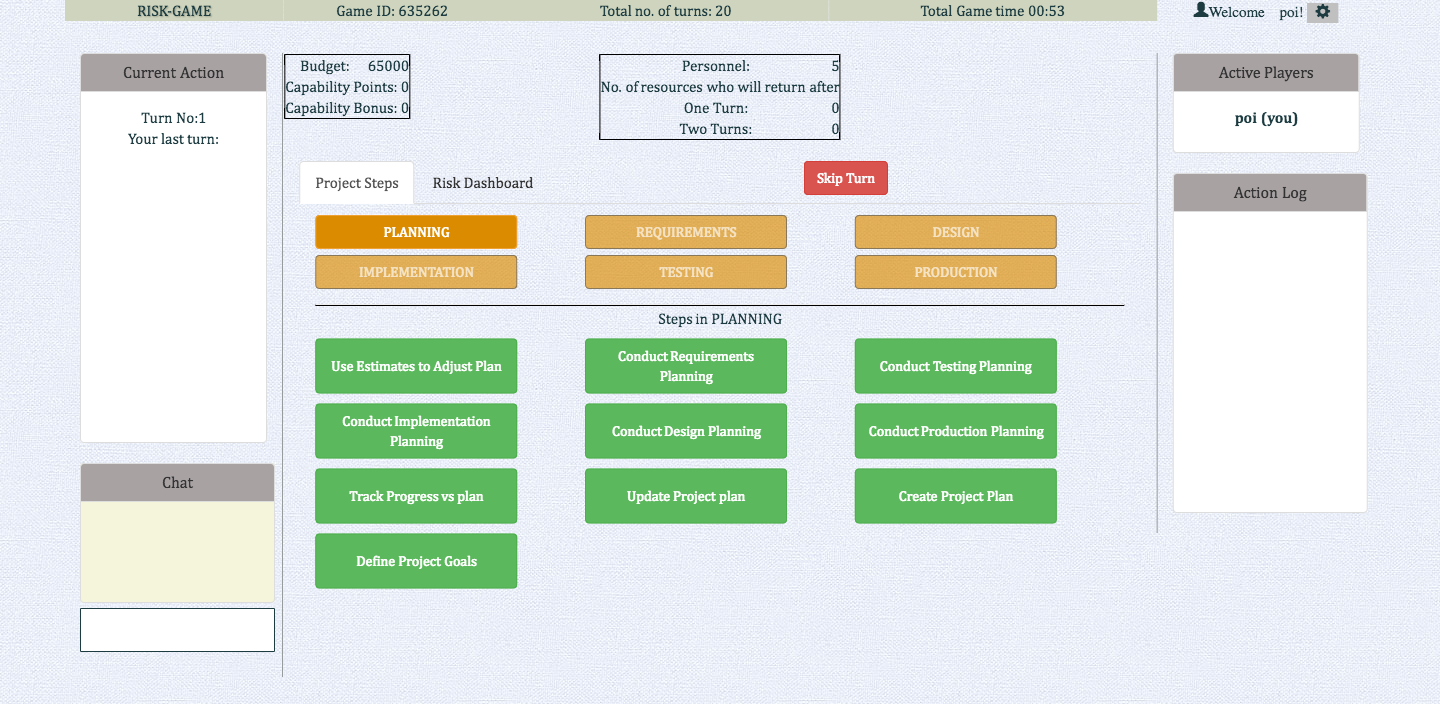 RISK-GAME
Game ID: 635262
Total no. of turns: 20
Total Game time 00:53
Welcome poi!
Current Action
Turn No:1
Your last turn:
Budget: 65000
Capability Points: 0
Capability Bonus: 0
Personnel: 5
No. of resources who will return after
One Turn: 0
Two Turns: 0
Active Players
poi (you)
Action Log
Project Steps
Risk Dashboard
Skip Turn
PLANNING
REQUIREMENTS
DESIGN
IMPLEMENTATION
TESTING
PRODUCTION
Steps in PLANNING
Use Estimates to Adjust Plan
Conduct Requirements
Planning
Conduct Testing Planning
Conduct Implementation
Planning
Conduct Design Planning
Conduct Production Planning
Track Progress vs plan
Update Project plan
Create Project Plan
Define Project Goals
Chat